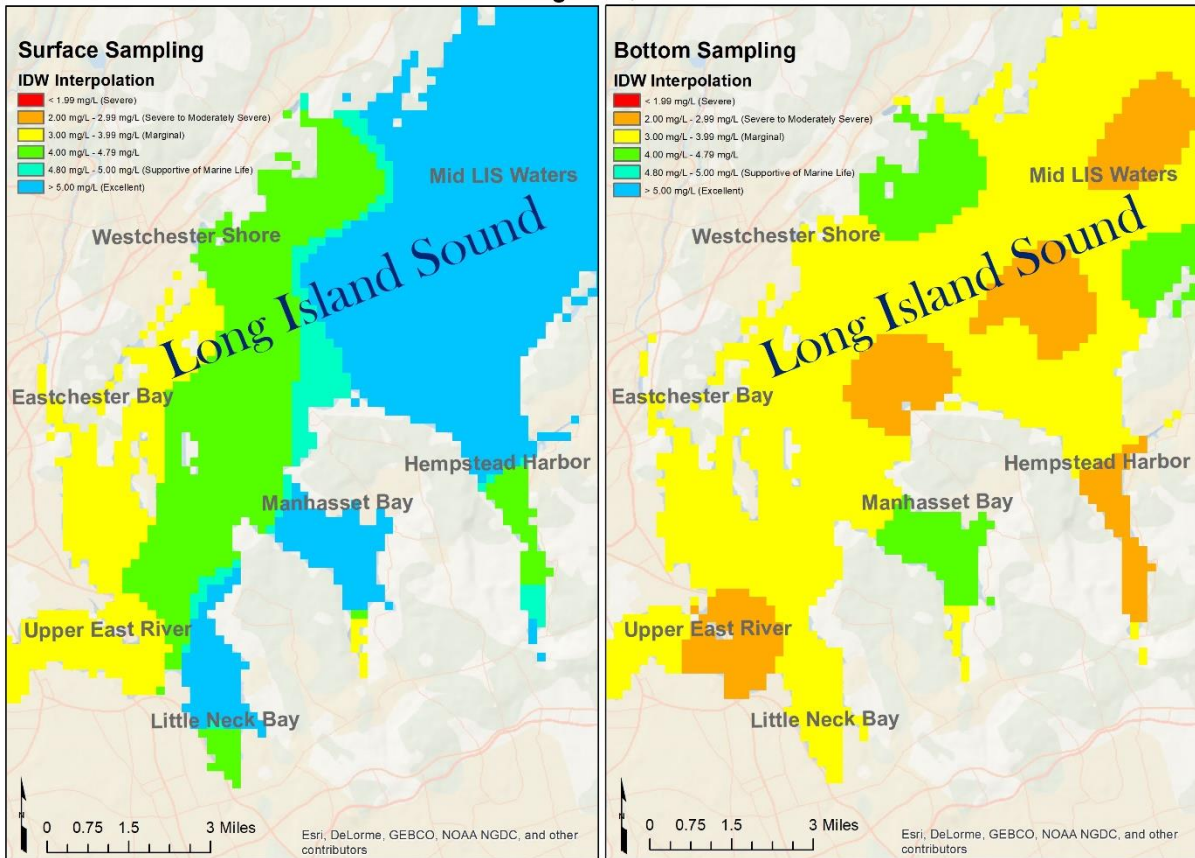 Surface Sampling
IDW Interpolation
< 1.99 mg/L (Severe)
2.00 mg/L - 2.99 mg/L (Severe to Moderately Severe)
3.00 mg/L - 3.99 mg/L (Marginal)
4.00 mg/L - 4.79 mg/L
4.80 mg/L - 5.00 mg/L (Supportive of Marine Life)
> 5.00 mg/L (Excellent)
Mid LIS Waters
Westchester Shore
Long Island Sound
Eastchester Bay
Hempstead Harbor
Manhasset Bay
Upper East River
Little Neck Bay
N
0 0.75 1.5 3 Miles
Esri, DeLorme, GEBCO, NOAA NGDC, and other
contributors
Bottom Sampling
IDW Interpolation
< 1.99 mg/L (Severe)
2.00 mg/L - 2.99 mg/L (Severe to Moderately Severe)
3.00 mg/L - 3.99 mg/L (Marginal)
4.00 mg/L - 4.79 mg/L
4.80 mg/L - 5.00 mg/L (Supportive of Marine Life)
> 5.00 mg/L (Excellent)
Mid LIS Waters
Westchester Shore
Long Island Sound
Eastchester Bay
Hempstead Harbor
Manhasset Bay
Upper East River
Little Neck Bay
N
0 0.75 1.5 3 Miles
Esri, DeLorme, GEBCO, NOAA NGDC, and other
contributors